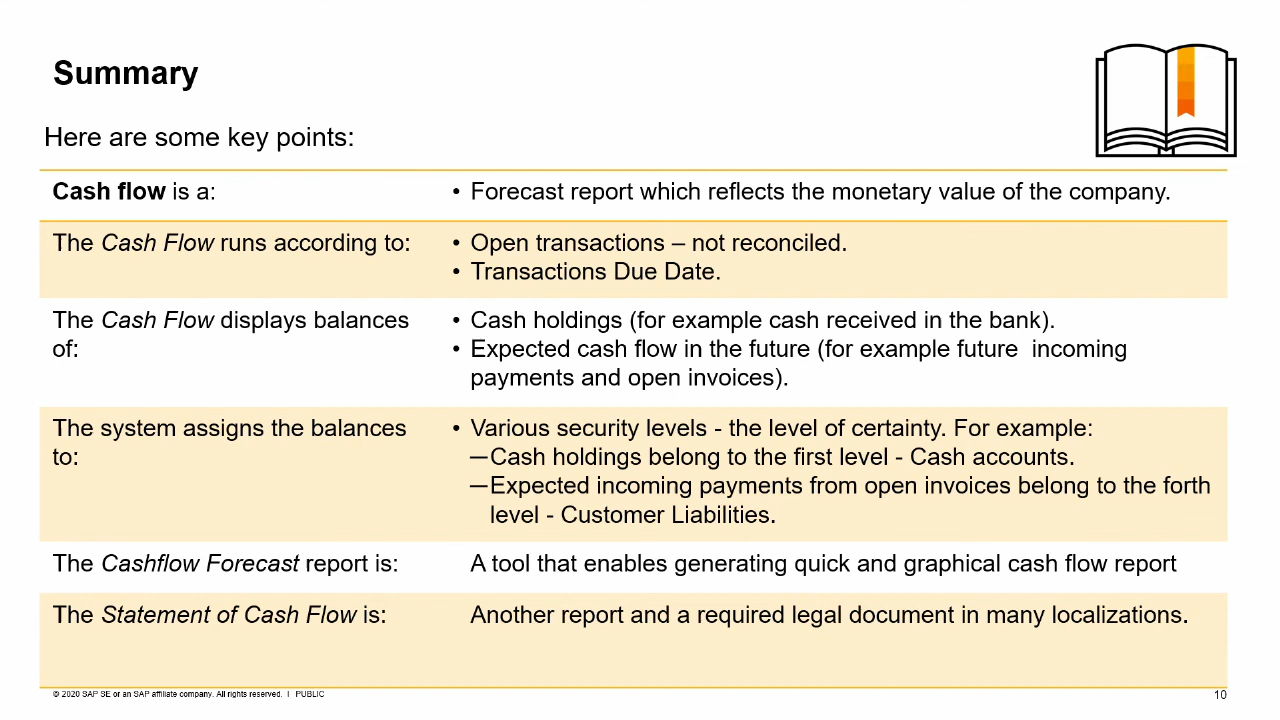 Summary
Here are some key points:
Cash flow is a:
• Forecast report which reflects the monetary value of the company.
The Cash Flow runs according to:
• Open transactions – not reconciled.
• Transactions Due Date.
The Cash Flow displays balances
of:
• Cash holdings (for example cash received in the bank).
• Expected cash flow in the future (for example future  incoming
payments and open invoices).
The system assigns the balances
to:
• Various security levels - the level of certainty. For example:
—Cash holdings belong to the first level - Cash accounts.
—Expected incoming payments from open invoices belong to the forth
level - Customer Liabilities.
The Cashflow Forecast report is:
A tool that enables generating quick and graphical cash flow report
The Statement of Cash Flow is:
Another report and a required legal document in many localizations.
© 2020 SAP SE or an SAP affiliate company. All rights reserved. I PUBLIC
10